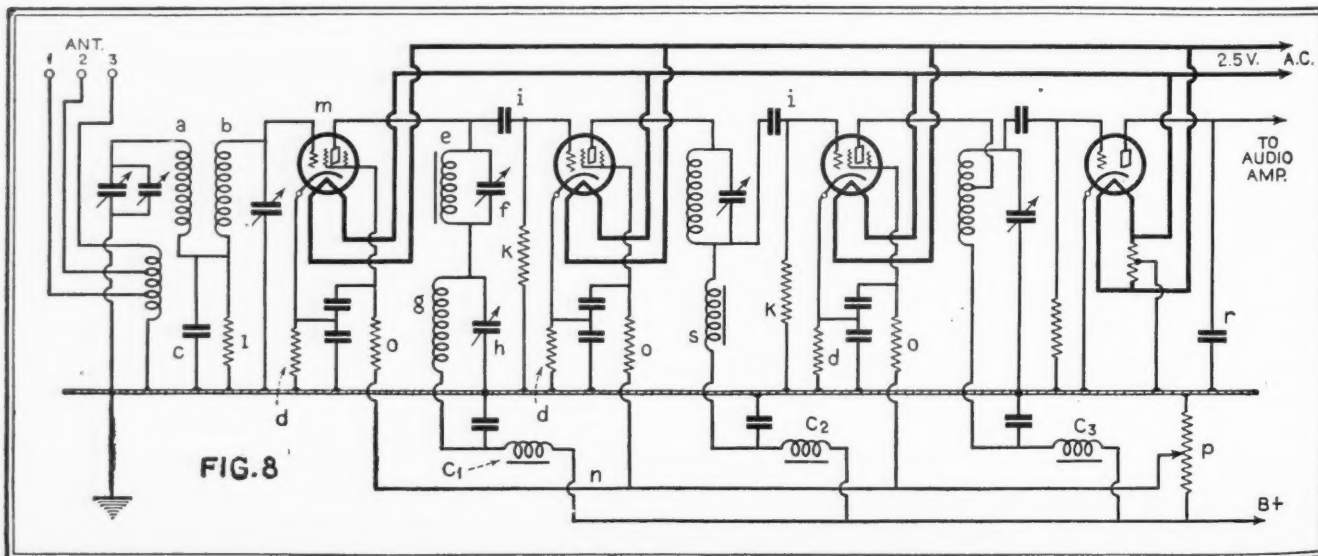 ANT.
1 2 3
2.5 V. A.C.
a b m i i
TO
AUDIO
AMP.
e
f
k
g
s
k
c l o h o d o r
d d
C1 C2 C3 p
n
FIG. 8
B+